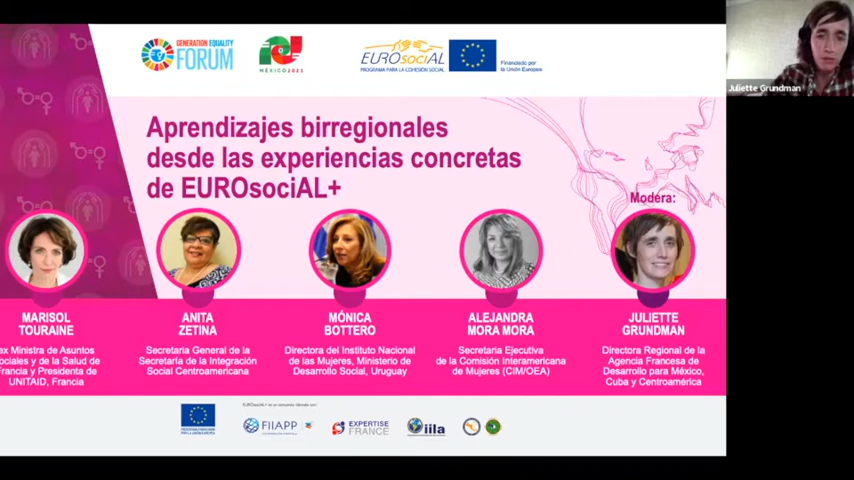 GENERATION EQUALITY
FORUM
MÉXICO2021
EUROsociAL
PROGRAMA PARA LA COHESIÓN SOCIAL
Financiado por
la Unión Europea
Juliette Grundman
Aprendizajes birregionales
desde las experiencias concretas
de EUROsociAL+
Modera:
MARISOL
TOURAINE
ex Ministra de Asuntos
ociales y de la Salud de
Francia y Presidenta de
UNITAID, Francia
ANITA
ZETINA
Secretaria General de la
Secretaría de la Integración
Social Centroamericana
MÓNICA
BOTTERO
Directora del Instituto Nacional
de las Mujeres, Ministerio de
Desarrollo Social, Uruguay
ALEJANDRA
MORA MORA
Secretaria Ejecutiva
de la Comisión Interamericana
de Mujeres (CIM/OEA)
JULIETTE
GRUNDMAN
Directora Regional de la
Agencia Francesa de
Desarrollo para México,
Cuba y Centroamérica
FIIAPP
EXPERTISE
FRANCE
iila